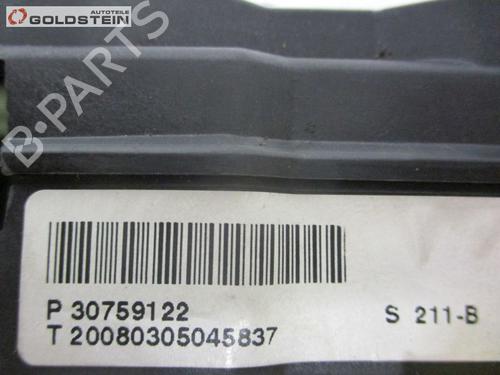 AUTOTEILE
GOLDSTEIN
B-PARTS
P 30759122
S 211-B
T 20080305045837